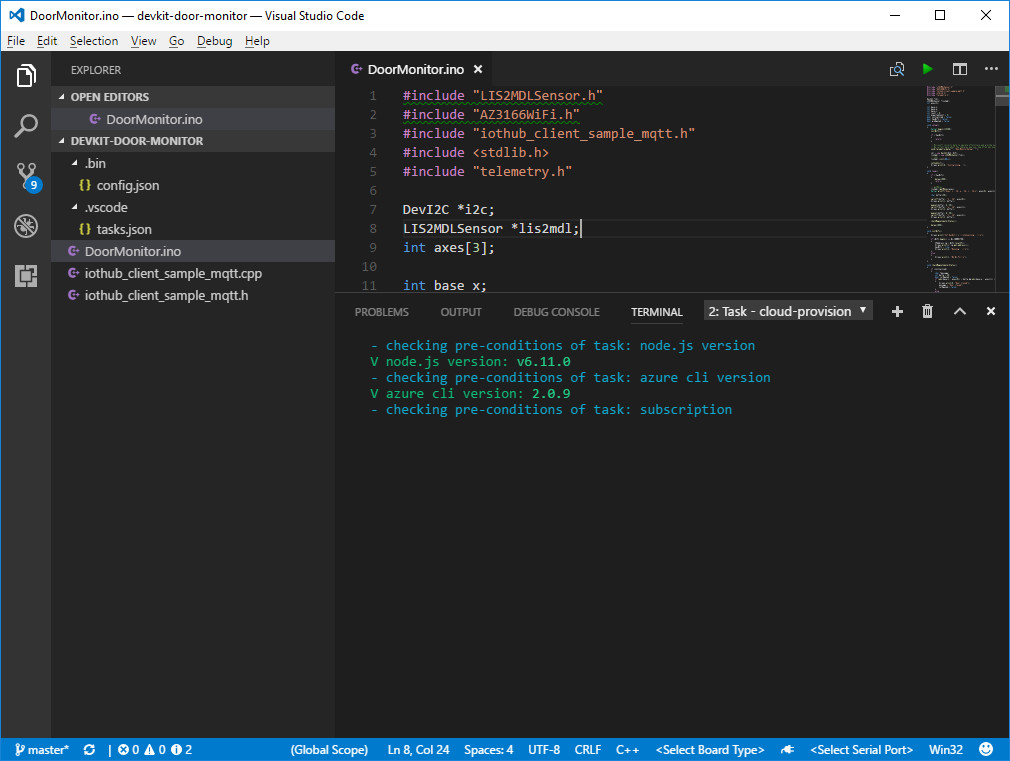 DoorMonitor.ino — devkit-door-monitor — Visual Studio Code
File Edit Selection View Go Debug Help
EXPLORER
OPEN EDITORS
DoorMonitor.ino
DEVKIT-DOOR-MONITOR
.bin
{} config.json
.vscode
{} tasks.json
DoorMonitor.ino
iothub_client_sample_mqtt.cpp
iothub_client_sample_mqtt.h
9
DoorMonitor.ino
1 #include "LIS2MDLSensor.h"
2 #include "AZ3166WiFi.h"
3 #include "iothub_client_sample_mqtt.h"
4 #include <stdlib.h>
5 #include "telemetry.h"
6
7 DevI2C *i2c;
8 LIS2MDLSensor *lis2mdl;
9 int axes[3];
10
11 int base x;
PROBLEMS OUTPUT DEBUG CONSOLE TERMINAL 2: Task - cloud-provision
- checking pre-conditions of task: node.js version
V node.js version: v6.11.0
- checking pre-conditions of task: azure cli version
V azure cli version: 2.0.9
- checking pre-conditions of task: subscription
master* 0 0 2 (Global Scope) Ln 8, Col 24 Spaces: 4 UTF-8 CRLF C++ <Select Board Type> <Select Serial Port> Win32